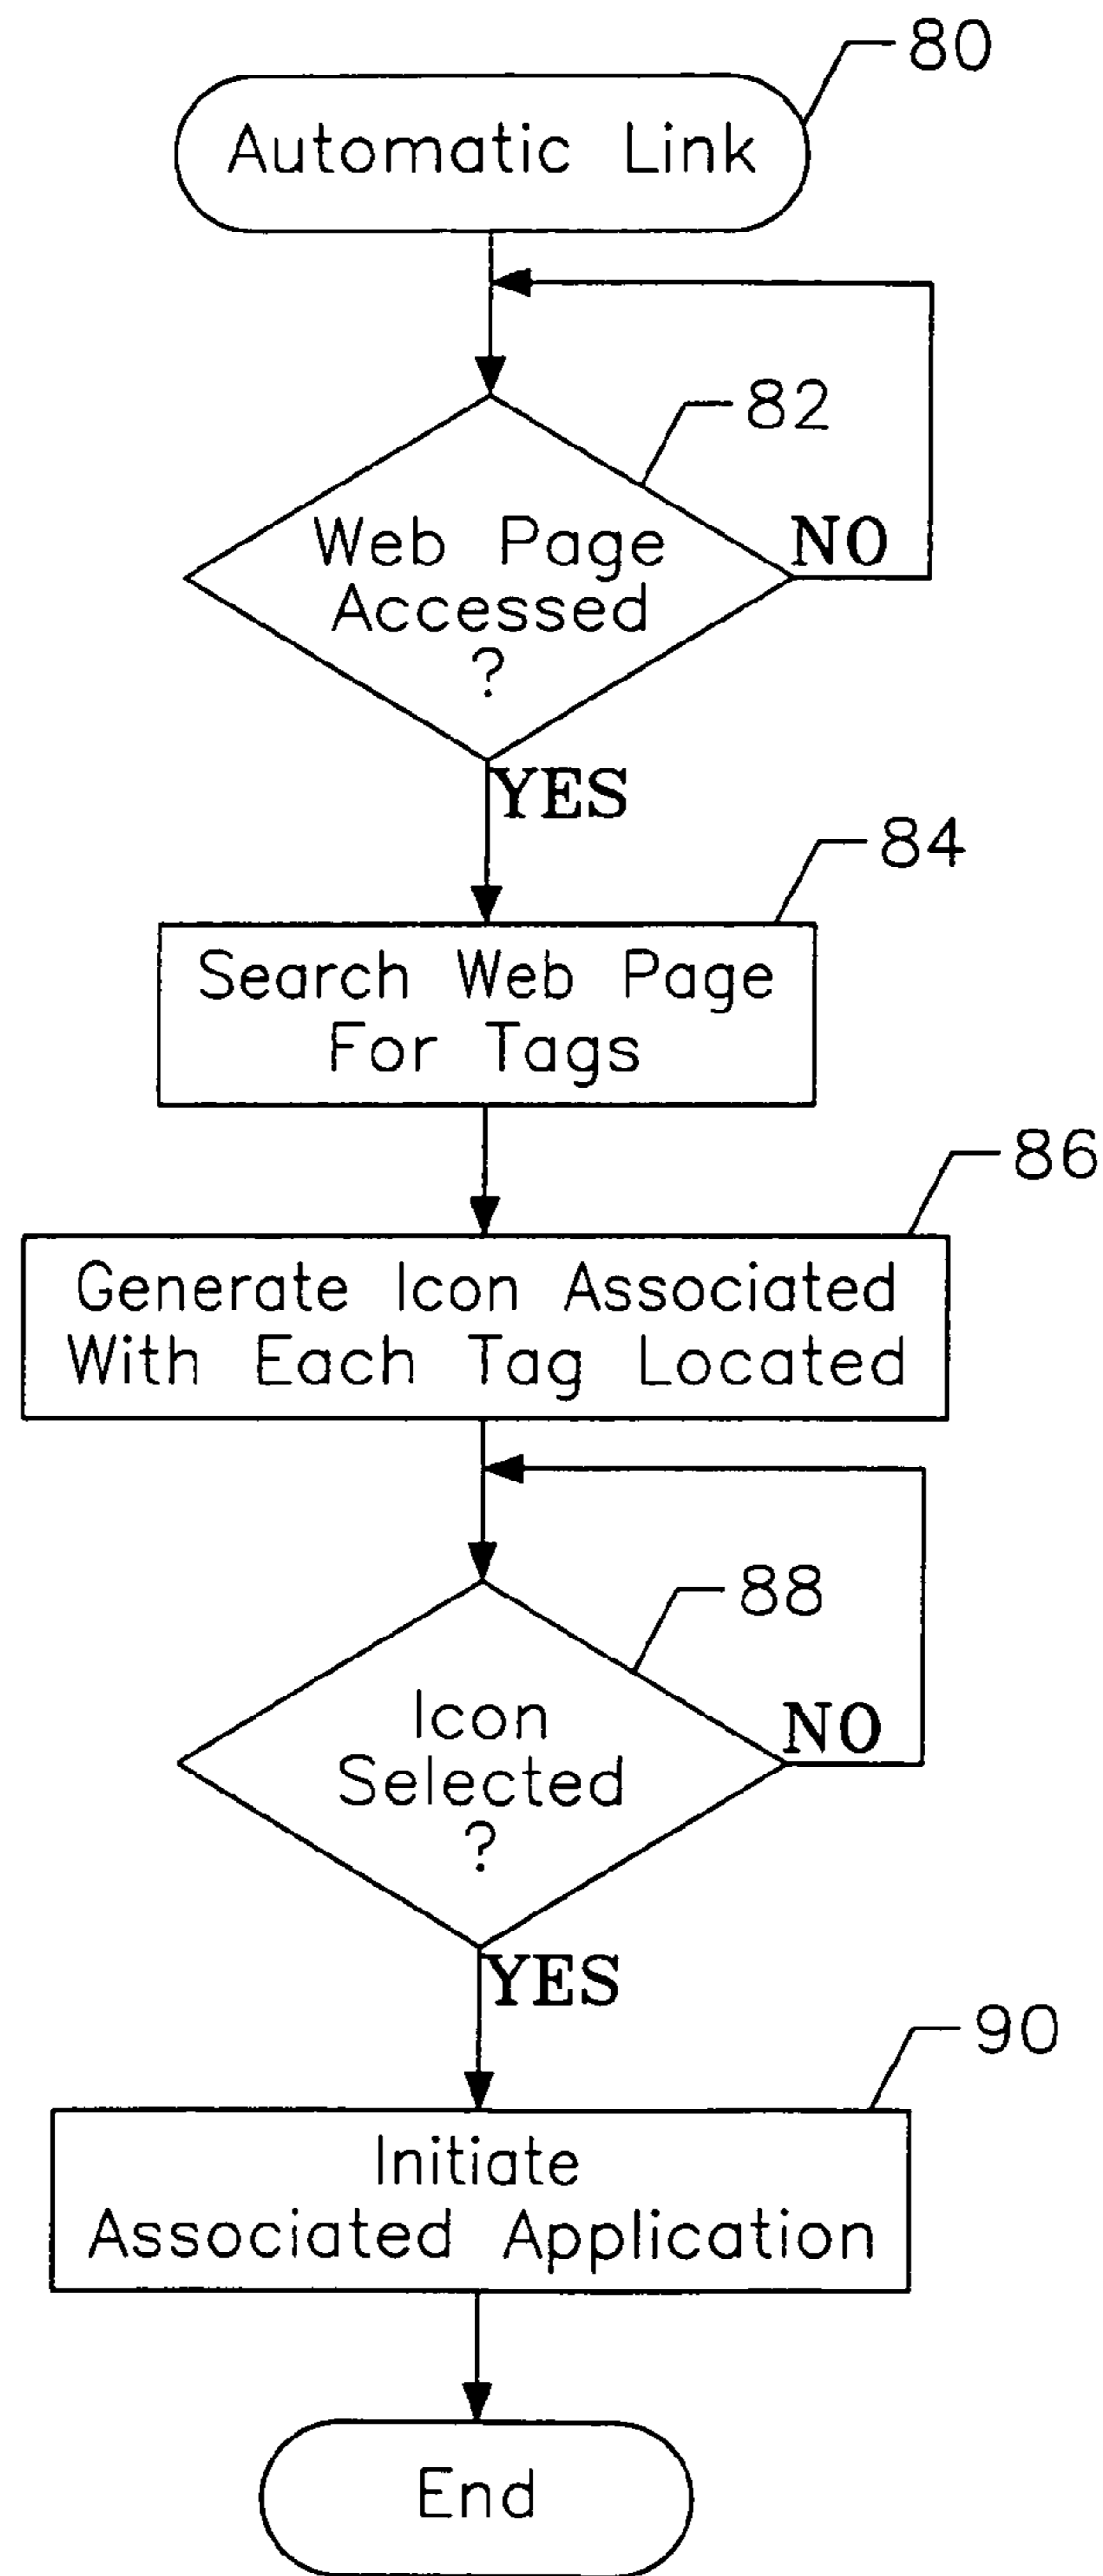 80
Automatic Link
82
Web Page
Accessed
?
NO
YES
84
Search Web Page
For Tags
86
Generate Icon Associated
With Each Tag Located
88
Icon
Selected
?
NO
YES
90
Initiate
Associated Application
End